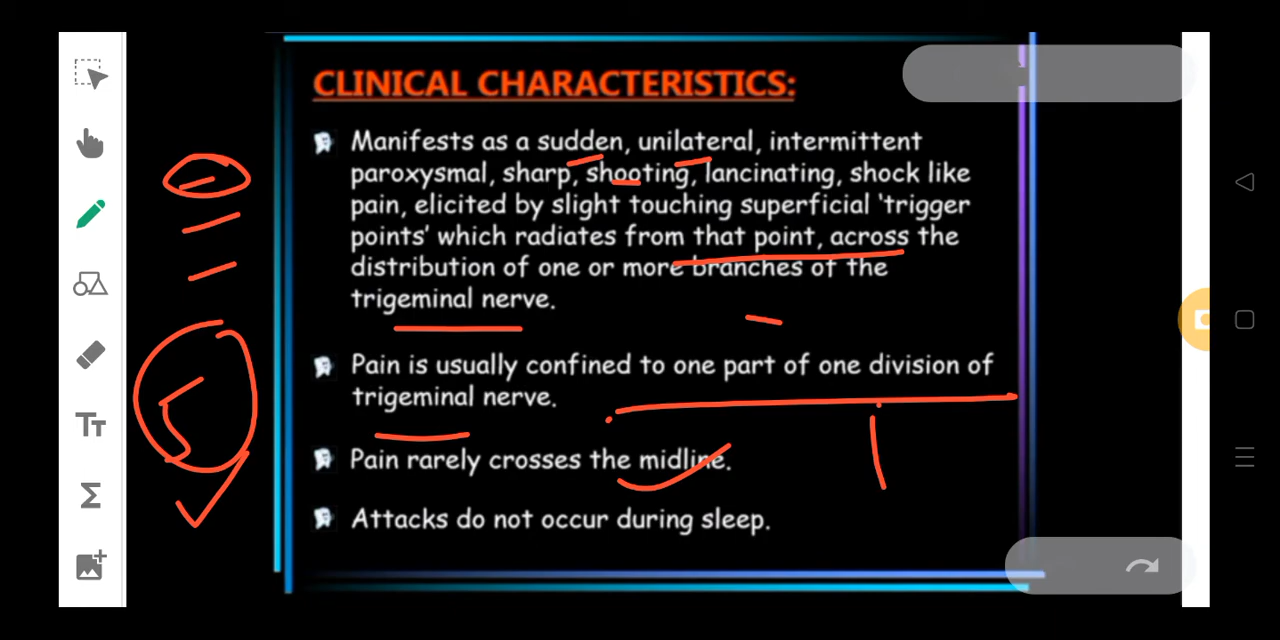 CLINICAL CHARACTERISTICS:
Manifests as a sudden, unilateral, intermittent
paroxysmal, sharp, shooting, lancinating, shock like
pain, elicited by slight touching superficial 'trigger
points' which radiates from that point, across the
distribution of one or more branches of the
trigeminal nerve.
Pain is usually confined to one part of one division of
trigeminal nerve.
Pain rarely crosses the midline.
Attacks do not occur during sleep.